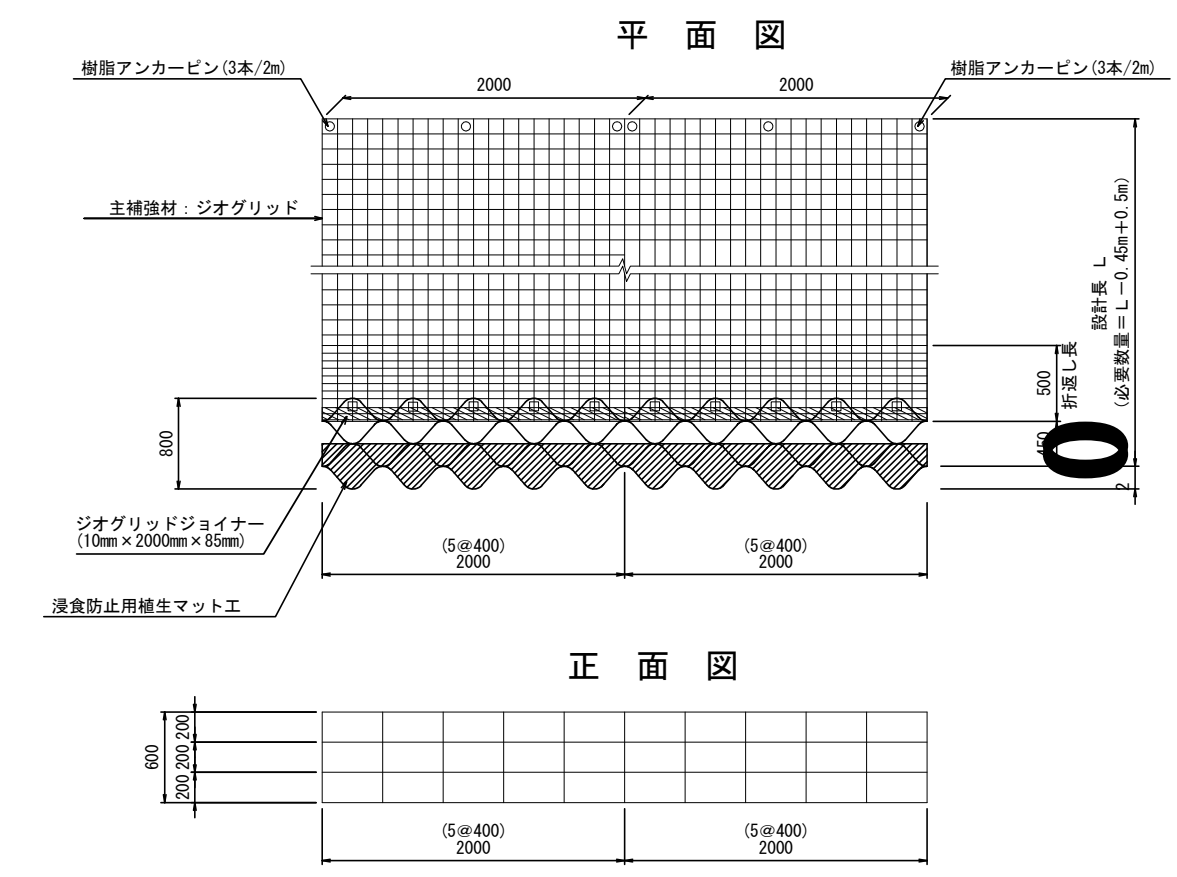 平 面 図
樹脂アンカーピン(3本/2m)
2000
2000
樹脂アンカーピン(3本/2m)
主補強材：ジオグリッド
設計長 L
(必要数量＝L－0.45m＋0.5m)
500
折返し長
450
2
800
ジオグリッドジョイナー
(10mm×2000mm×85mm)
浸食防止用植生マット工
(5@400)
2000
(5@400)
2000
正 面 図
600
200
200
200
(5@400)
2000
(5@400)
2000